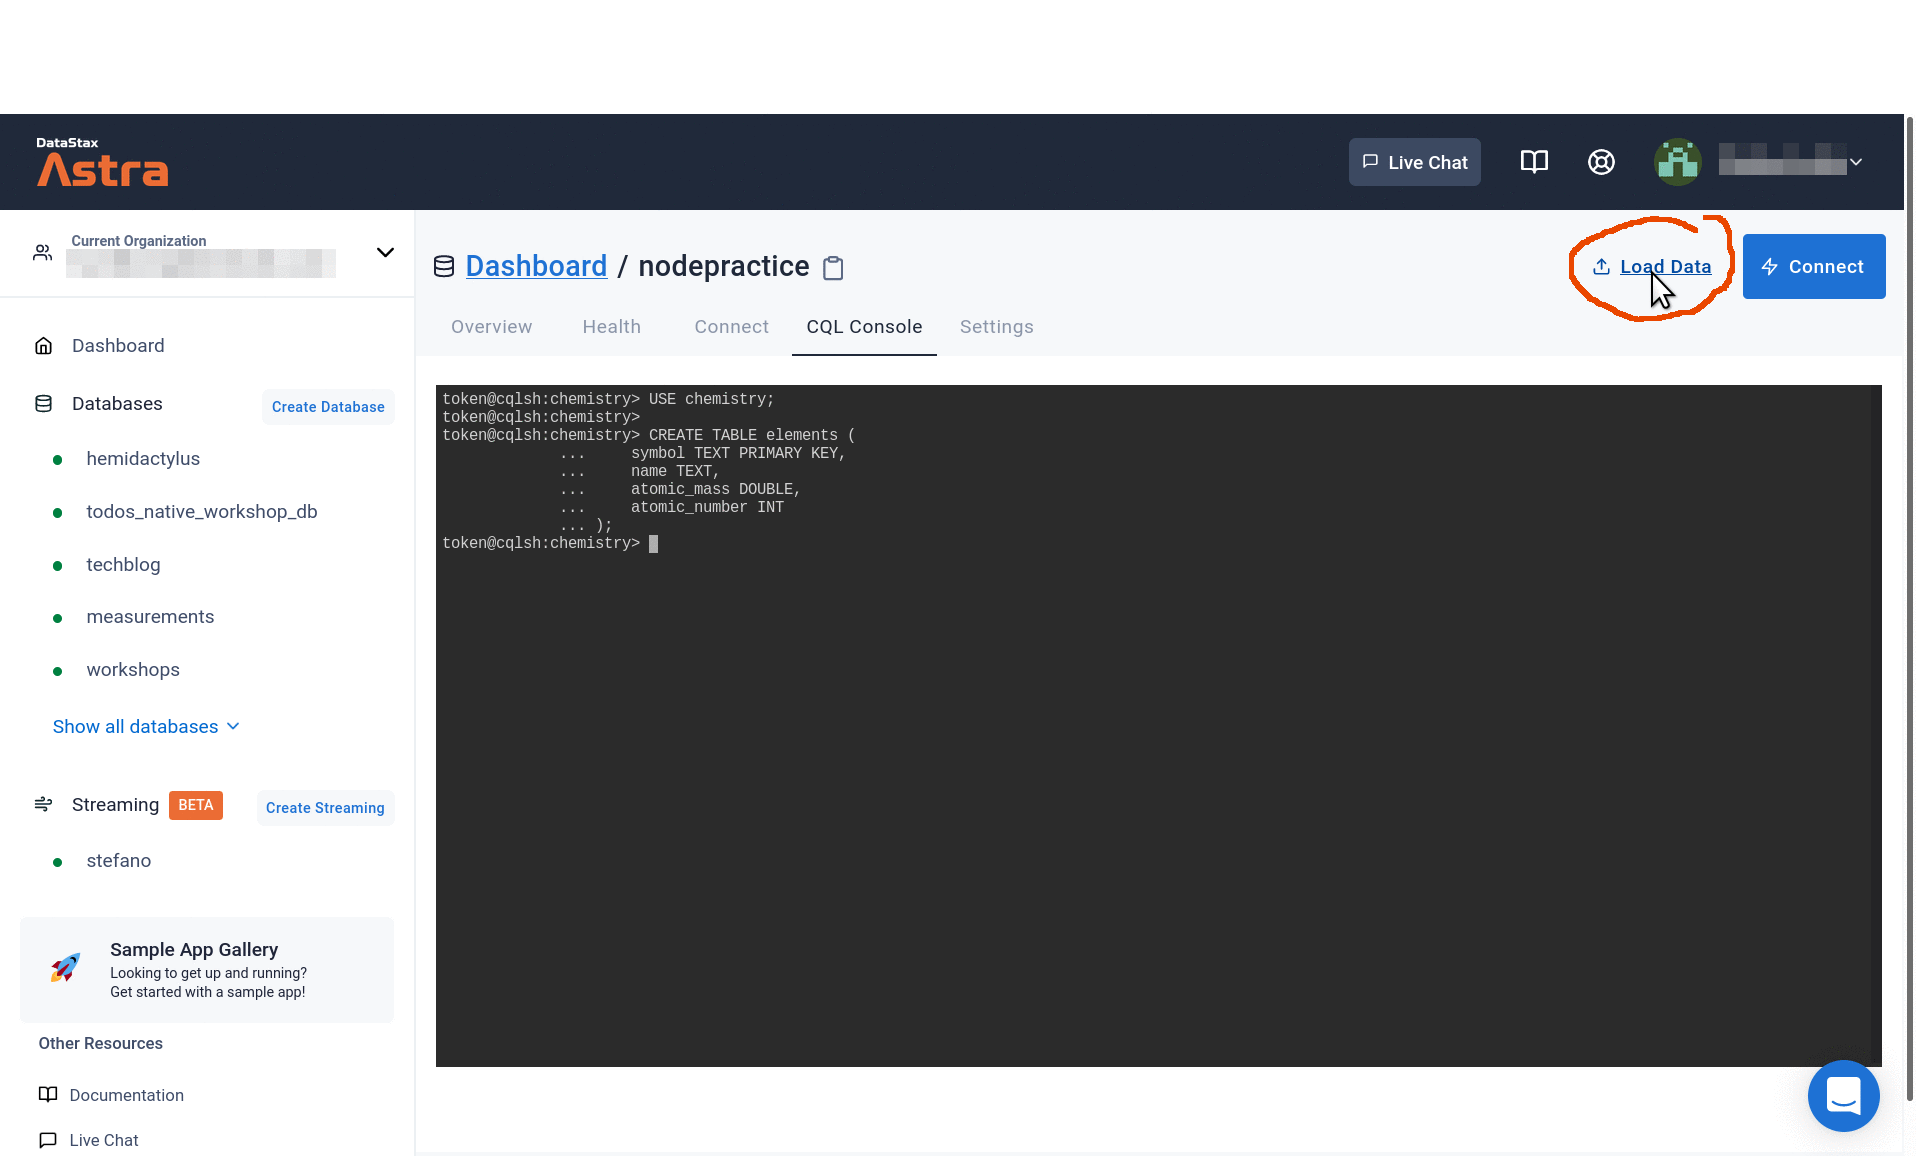 DataStax
Astra
Live Chat
Current Organization
Dashboard / nodepractice
Load Data
Connect
Overview Health Connect CQL Console Settings
Dashboard
Databases Create Database
hemidactylus
todos_native_workshop_db
techblog
measurements
workshops
Show all databases
Streaming BETA Create Streaming
stefano
Sample App Gallery
Looking to get up and running?
Get started with a sample app!
Other Resources
Documentation
Live Chat
token@cqlsh:chemistry> USE chemistry;
token@cqlsh:chemistry>
token@cqlsh:chemistry> CREATE TABLE elements (
... symbol TEXT PRIMARY KEY,
... name TEXT,
... atomic_mass DOUBLE,
... atomic_number INT
... );
token@cqlsh:chemistry>